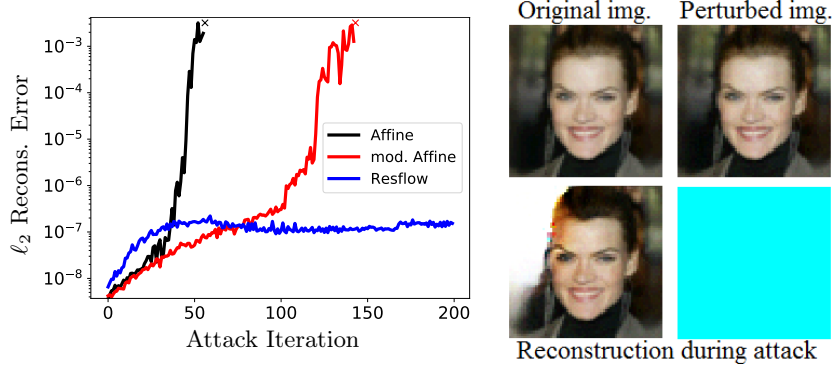 Original img. Perturbed img.
10⁻³
10⁻⁴
10⁻⁵
10⁻⁶
10⁻⁷
10⁻⁸
ℓ₂ Recons. Error
Affine
mod. Affine
Resflow
0 50 100 150 200
Attack Iteration
Reconstruction during attack